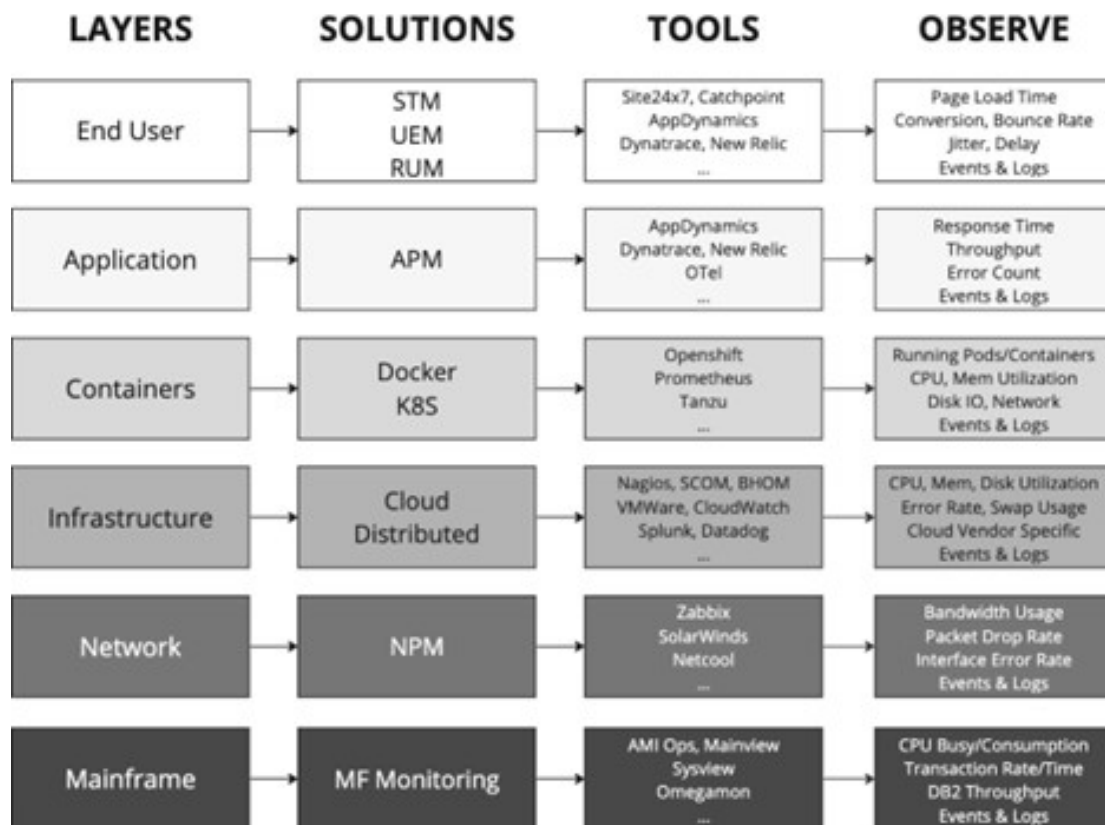 LAYERS SOLUTIONS TOOLS OBSERVE
End User
STM
UEM
RUM
Site24x7, Catchpoint
AppDynamics
Dynatrace, New Relic
...
Page Load Time
Conversion, Bounce Rate
Jitter, Delay
Events & Logs
Application
APM
AppDynamics
Dynatrace, New Relic
OTel
...
Response Time
Throughput
Error Count
Events & Logs
Containers
Docker
K8S
Openshift
Prometheus
Tanzu
...
Running Pods/Containers
CPU, Mem Utilization
Disk IO, Network
Events & Logs
Infrastructure
Cloud
Distributed
Nagios, SCOM, BHOM
VMWare, CloudWatch
Splunk, Datadog
...
CPU, Mem, Disk Utilization
Error Rate, Swap Usage
Cloud Vendor Specific
Events & Logs
Network
NPM
Zabbix
SolarWinds
Netcool
...
Bandwidth Usage
Packet Drop Rate
Interface Error Rate
Events & Logs
Mainframe
MF Monitoring
AMI Ops, Mainview
Sysview
Omegamon
...
CPU Busy/Consumption
Transaction Rate/Time
DB2 Throughput
Events & Logs